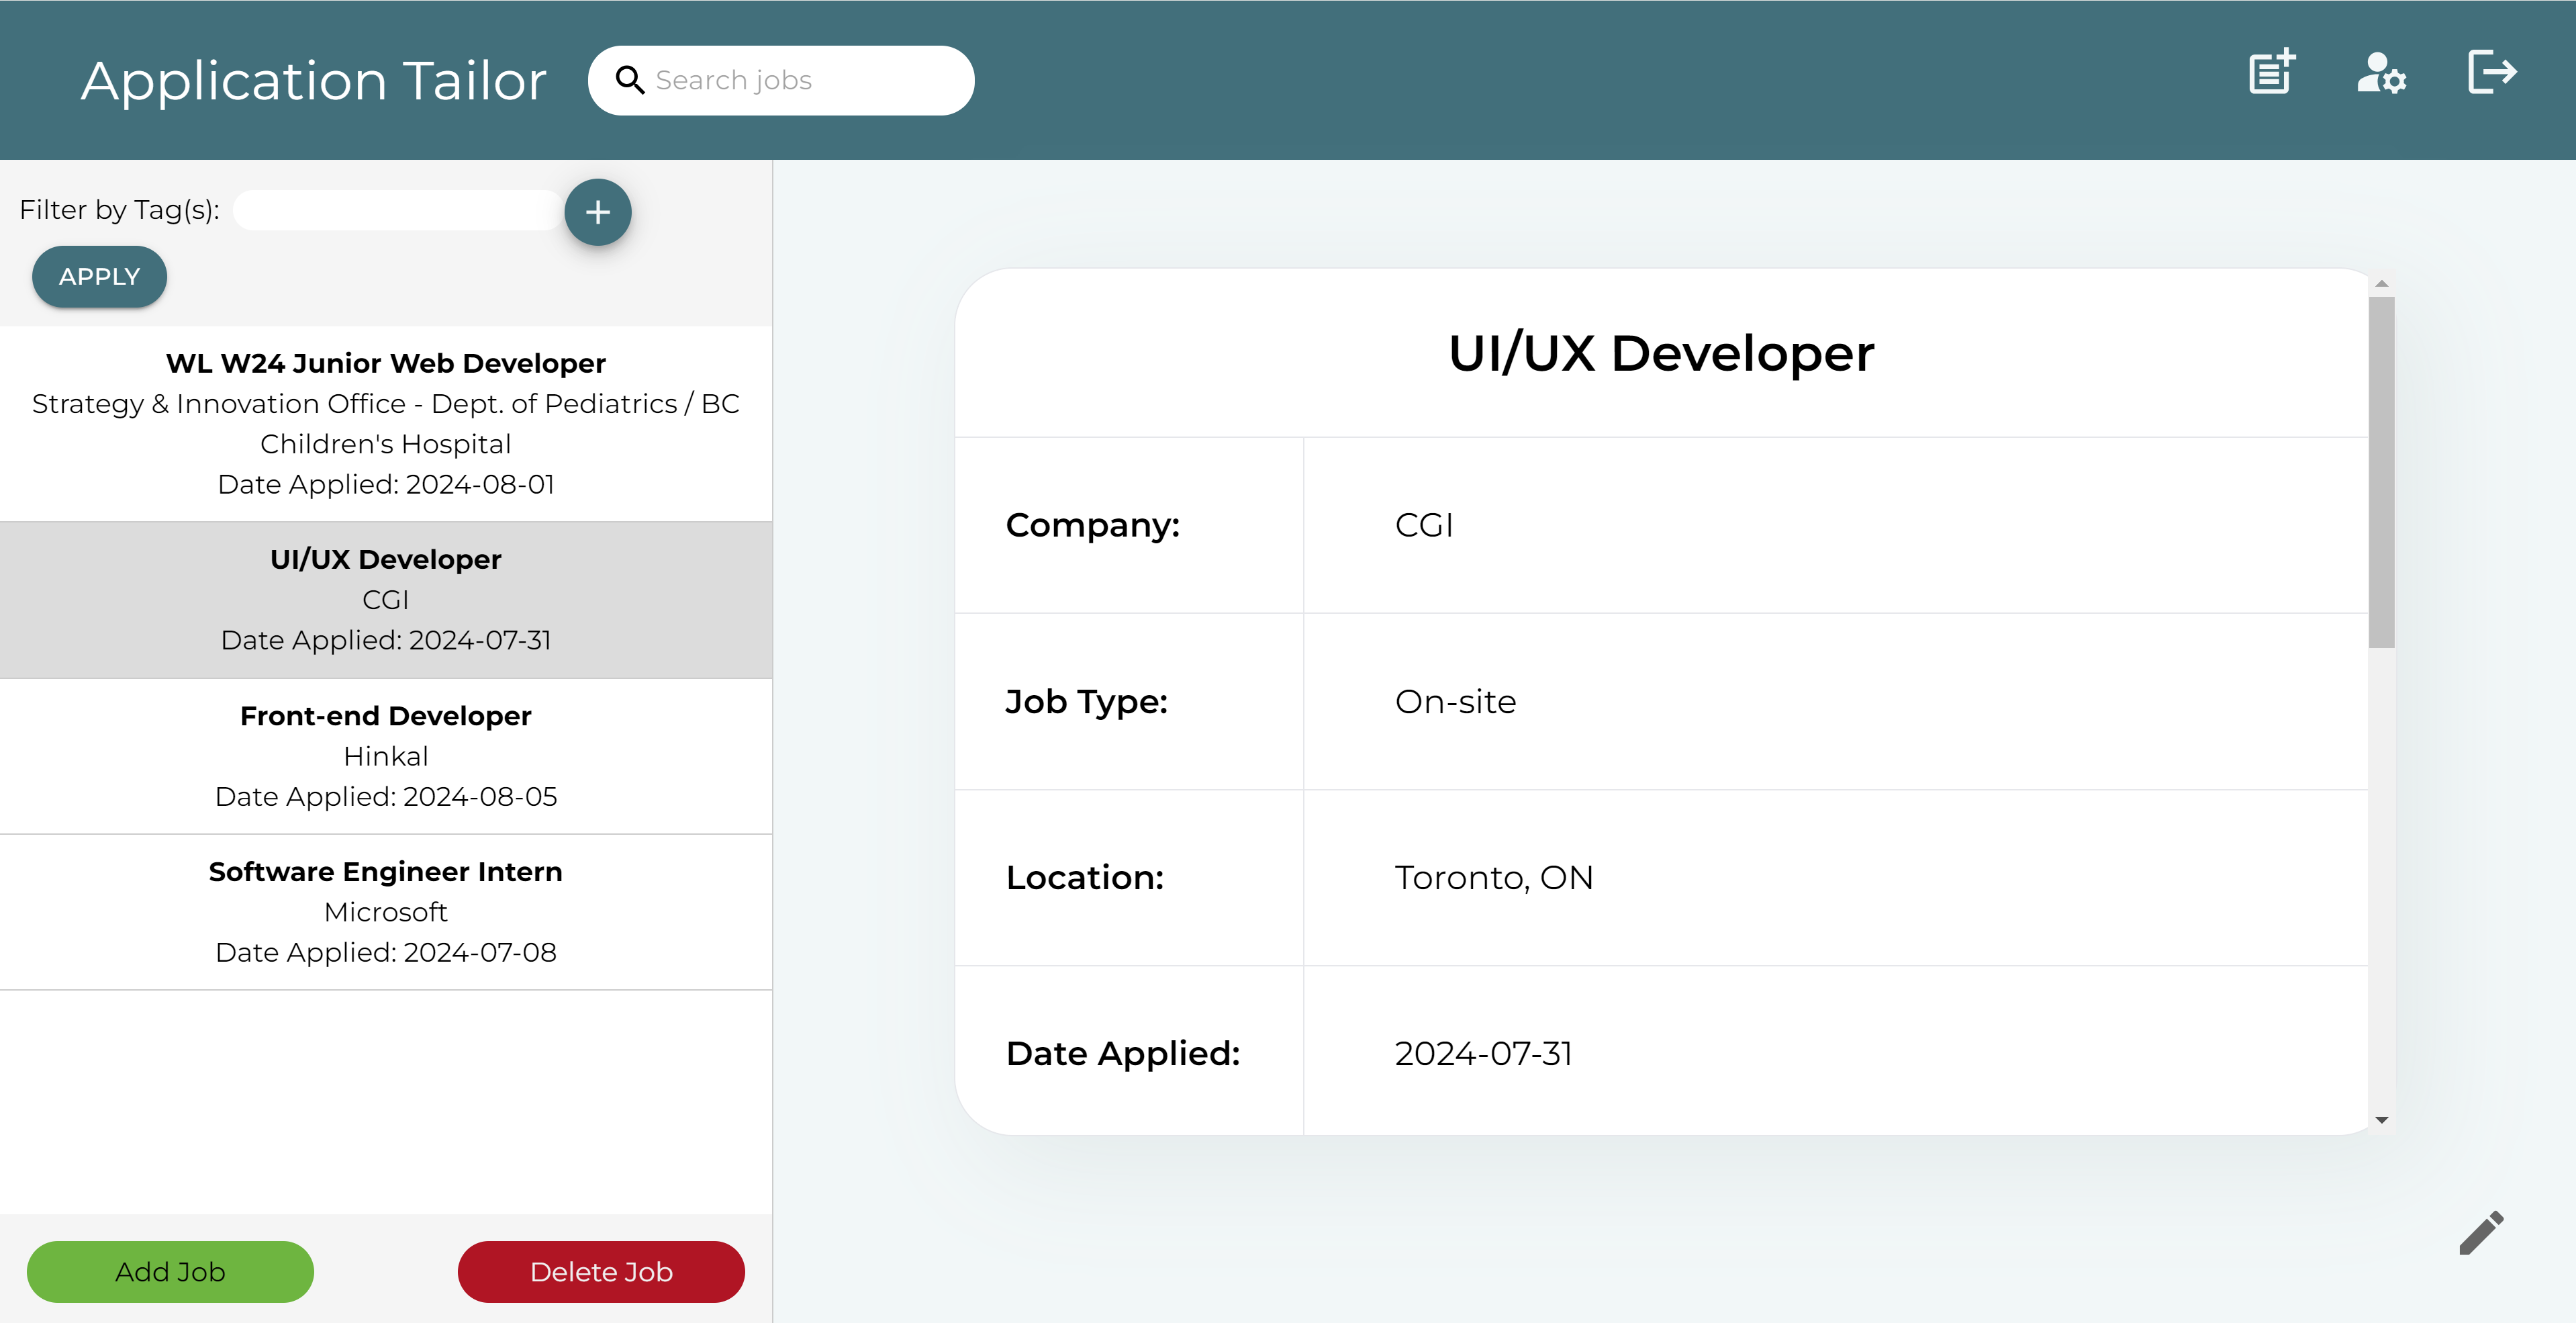 Application Tailor
Search jobs
Filter by Tag(s):
APPLY
WL W24 Junior Web Developer
Strategy & Innovation Office - Dept. of Pediatrics / BC
Children's Hospital
Date Applied: 2024-08-01
UI/UX Developer
CGI
Date Applied: 2024-07-31
Front-end Developer
Hinkal
Date Applied: 2024-08-05
Software Engineer Intern
Microsoft
Date Applied: 2024-07-08
Add Job
Delete Job
UI/UX Developer
Company: CGI
Job Type: On-site
Location: Toronto, ON
Date Applied: 2024-07-31